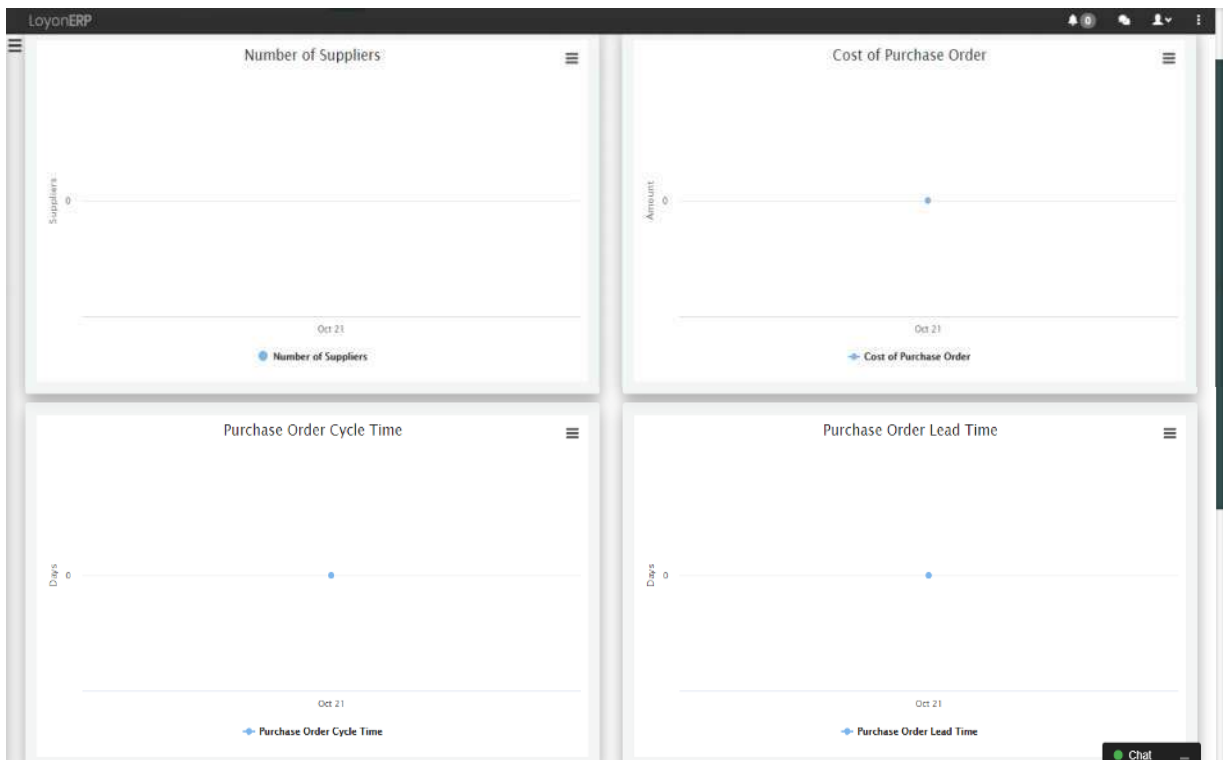 LoyonERP
0
Number of Suppliers
Suppliers
0
Oct 21
Number of Suppliers
Cost of Purchase Order
Amount
0
Oct 21
Cost of Purchase Order
Purchase Order Cycle Time
Days
0
Oct 21
Purchase Order Cycle Time
Purchase Order Lead Time
Days
0
Oct 21
Purchase Order Lead Time
Chat